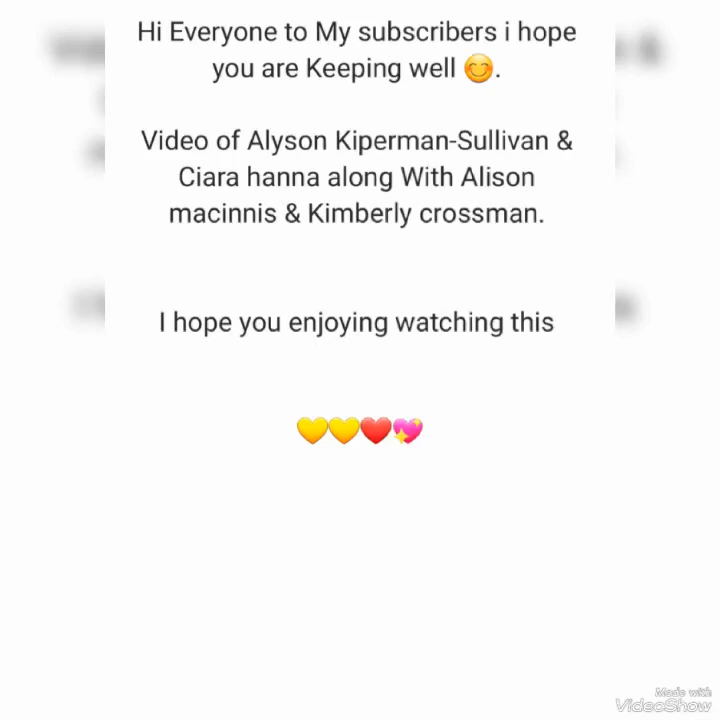 Hi Everyone to My subscribers i hope
you are Keeping well 😊.
Video of Alyson Kiperman-Sullivan &
Ciara hanna along With Alison
macinnis & Kimberly crossman.
I hope you enjoying watching this
💛💛❤️💖
Made with
VideoShow